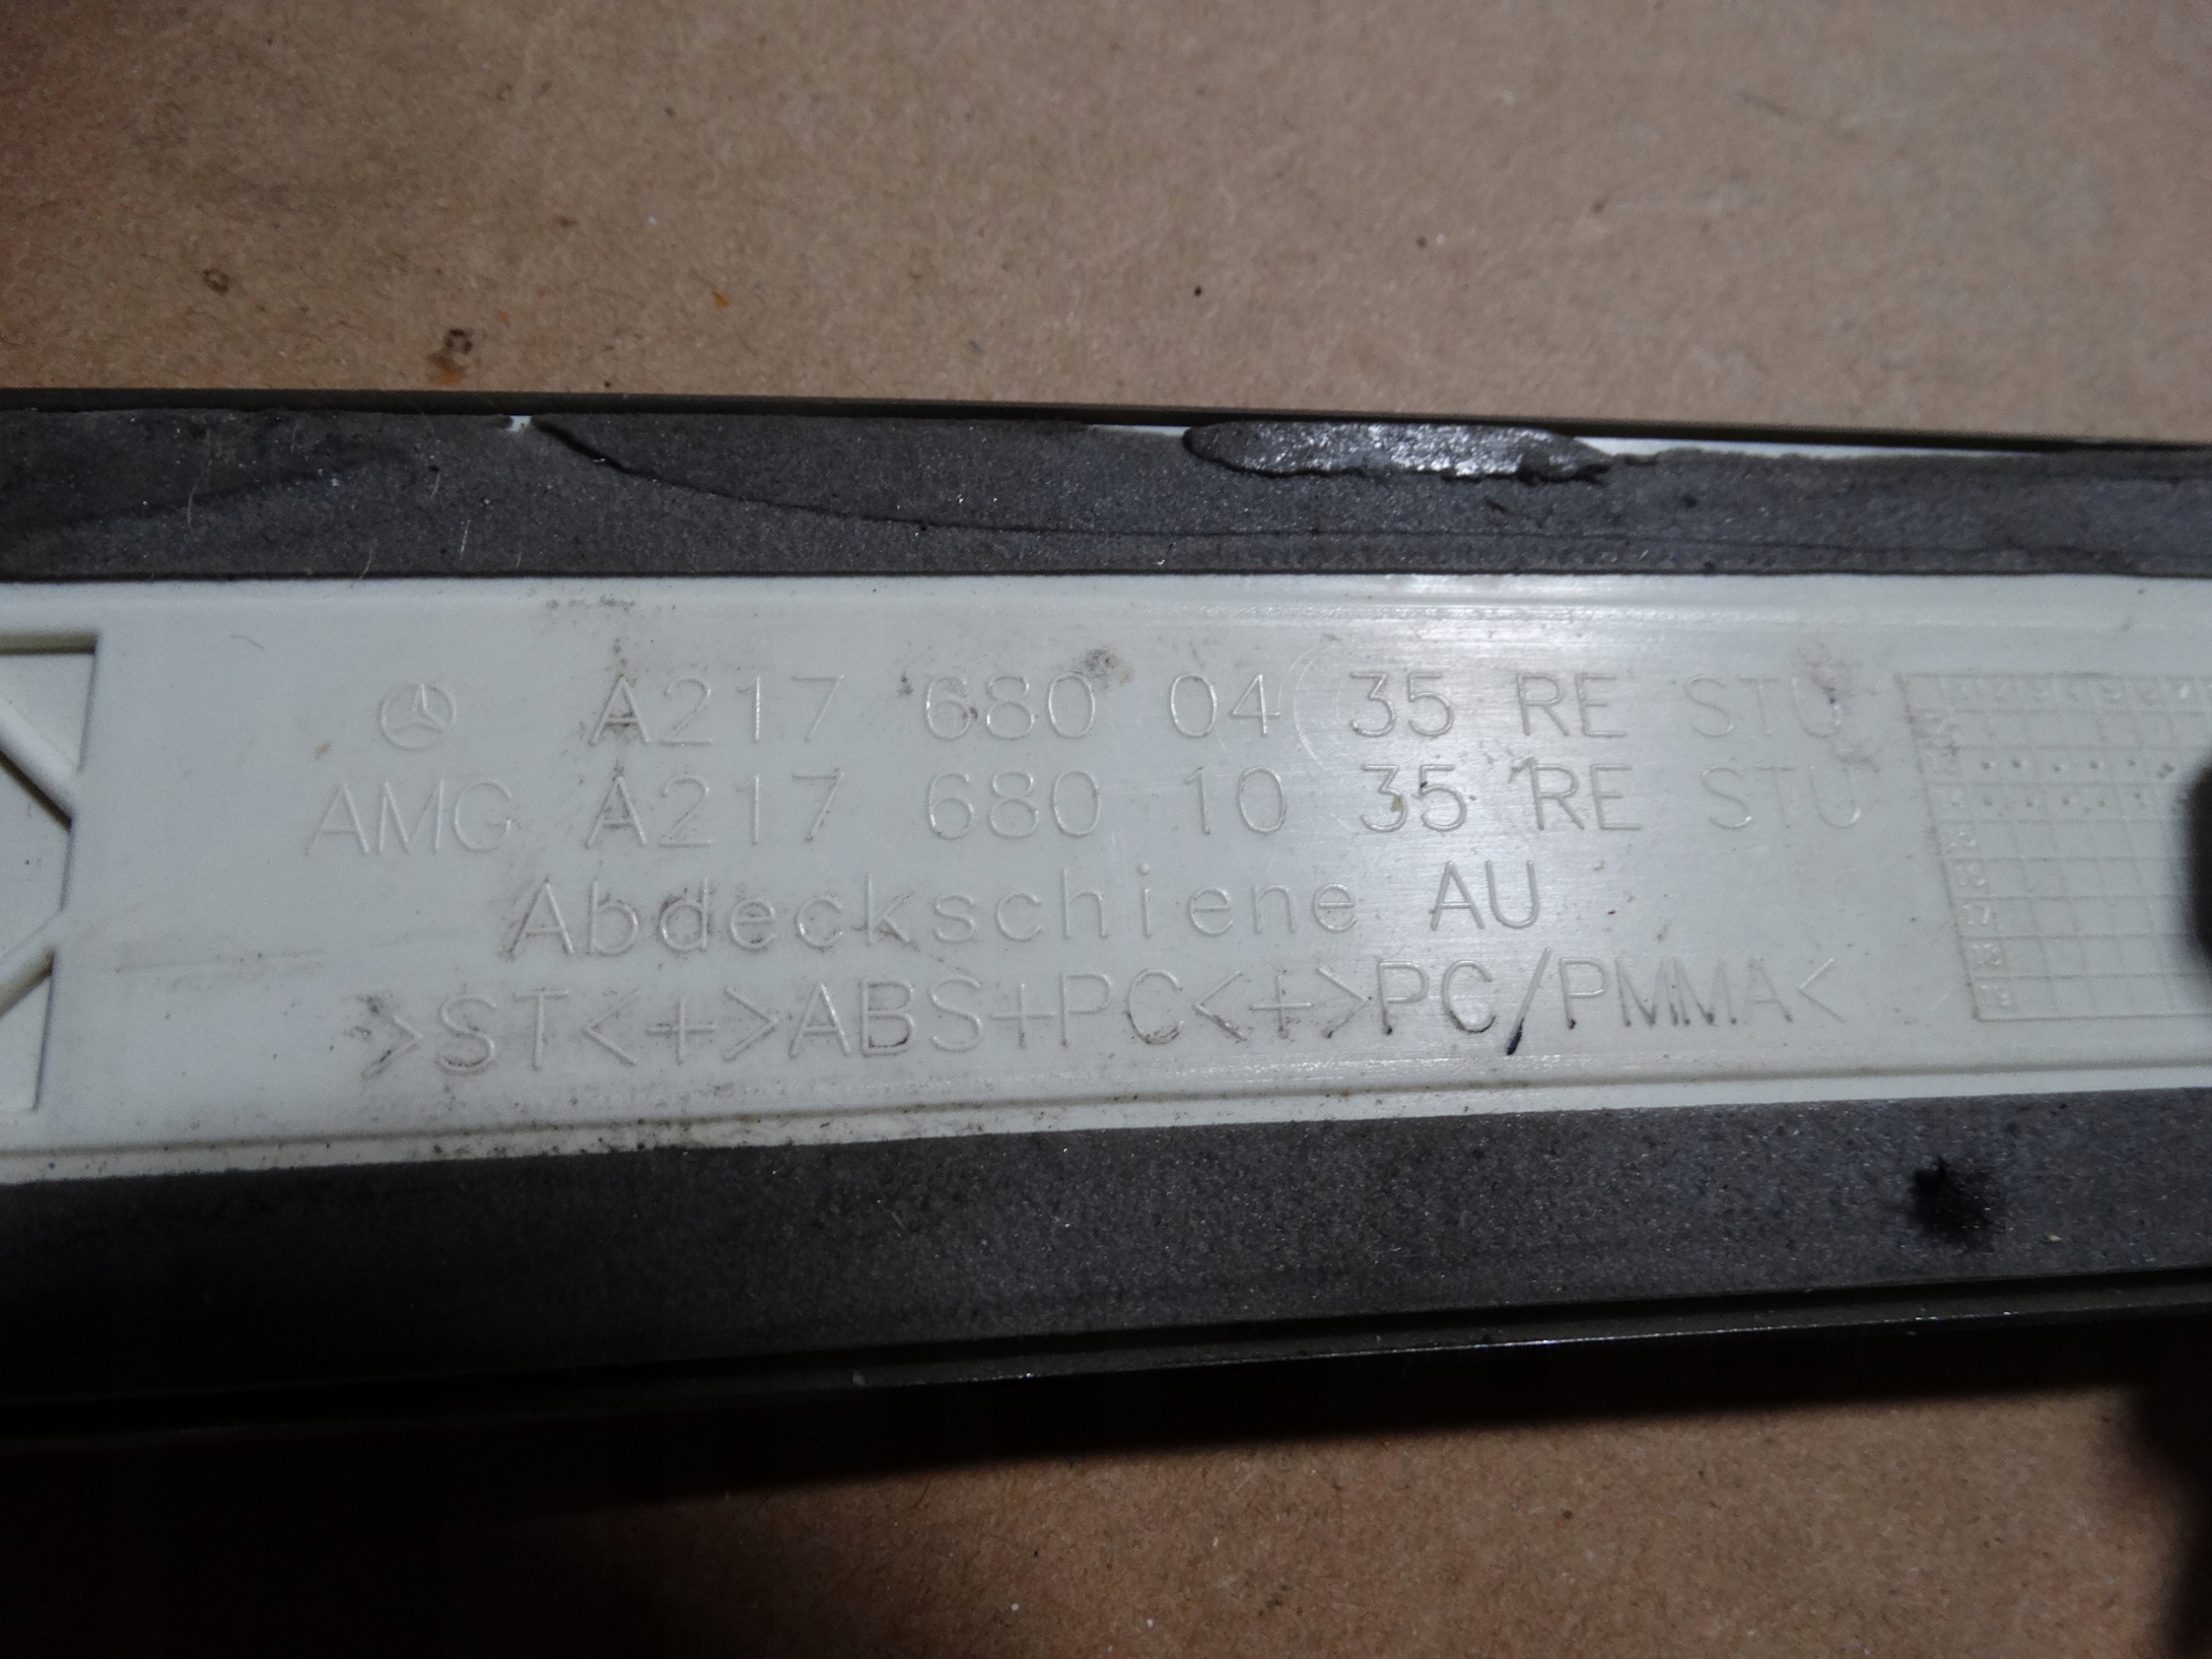 A217 680 04 35 RE STU
AMG A217 680 10 35 RE STU
Abdeckschiene AU
>ST<+>ABS+PC<+>PC/PMMA<